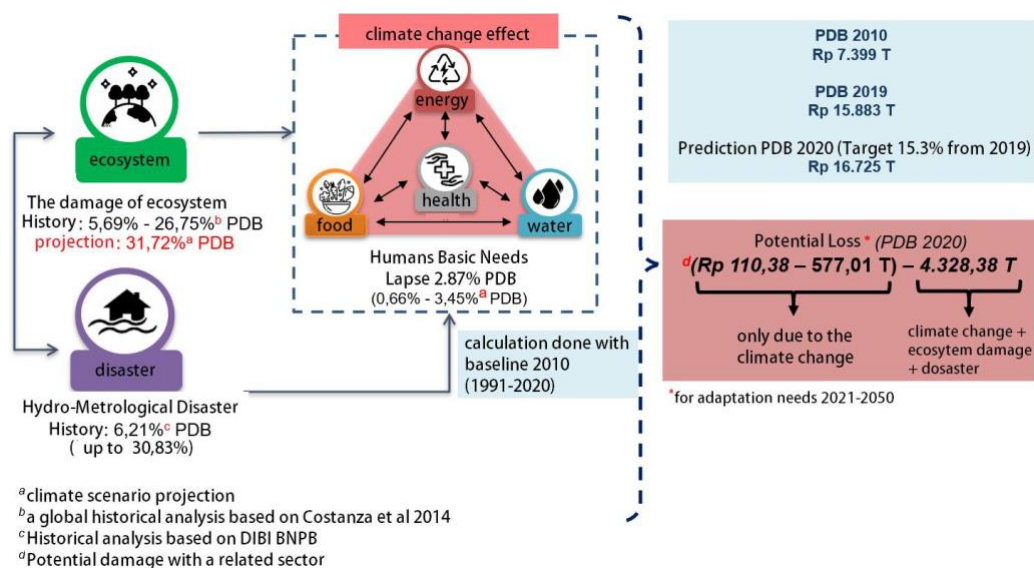 climate change effect
energy
health
food
water
Humans Basic Needs
Lapse 2.87% PDB
(0,66% - 3,45%ª PDB)
ecosystem
The damage of ecosystem
History: 5,69% - 26,75%ᵇ PDB
projection: 31,72%ª PDB
disaster
Hydro-Metrological Disaster
History: 6,21%ᶜ PDB
( up to 30,83%)
calculation done with
baseline 2010
(1991-2020)
PDB 2010
Rp 7.399 T
PDB 2019
Rp 15.883 T
Prediction PDB 2020 (Target 15.3% from 2019)
Rp 16.725 T
Potential Loss * (PDB 2020)
ᵈ(Rp 110,38 – 577,01 T) – 4.328,38 T
only due to the
climate change
climate change +
ecosytem damage
+ dosaster
*for adaptation needs 2021-2050
ªclimate scenario projection
ᵇa global historical analysis based on Costanza et al 2014
ᶜHistorical analysis based on DIBI BNPB
ᵈPotential damage with a related sector